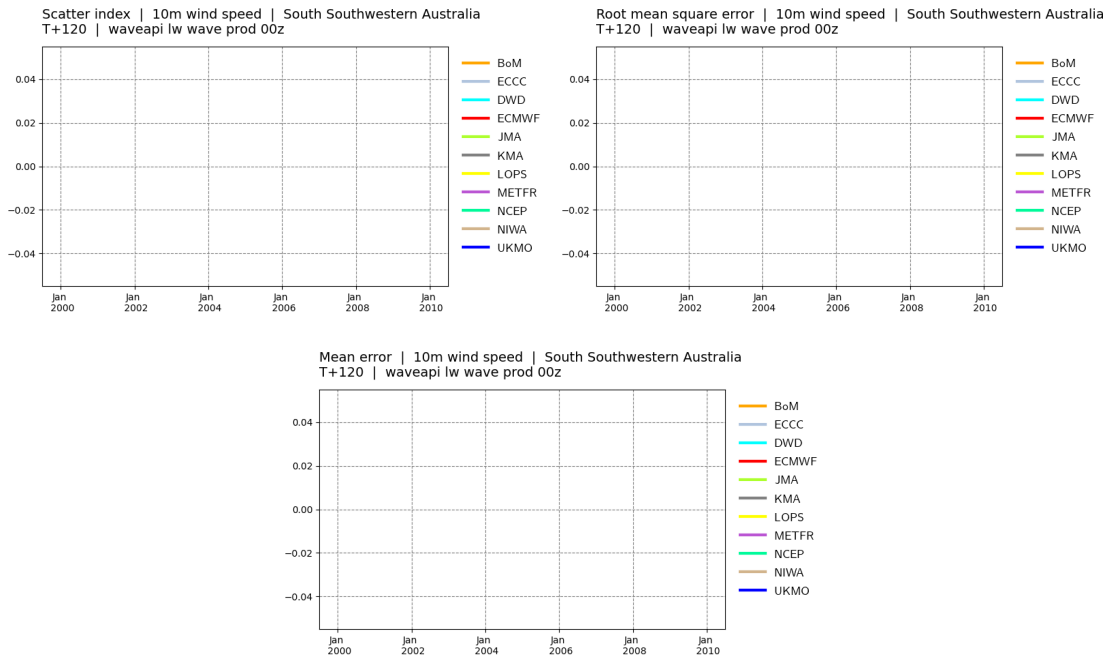 Scatter index  |  10m wind speed  |  South Southwestern Australia
T+120  |  waveapi lw wave prod 00z
0.04
0.02
0.00
−0.02
−0.04
Jan
2000
Jan
2002
Jan
2004
Jan
2006
Jan
2008
Jan
2010
BoM
ECCC
DWD
ECMWF
JMA
KMA
LOPS
METFR
NCEP
NIWA
UKMO
Root mean square error  |  10m wind speed  |  South Southwestern Australia
T+120  |  waveapi lw wave prod 00z
0.04
0.02
0.00
−0.02
−0.04
Jan
2000
Jan
2002
Jan
2004
Jan
2006
Jan
2008
Jan
2010
BoM
ECCC
DWD
ECMWF
JMA
KMA
LOPS
METFR
NCEP
NIWA
UKMO
Mean error  |  10m wind speed  |  South Southwestern Australia
T+120  |  waveapi lw wave prod 00z
0.04
0.02
0.00
−0.02
−0.04
Jan
2000
Jan
2002
Jan
2004
Jan
2006
Jan
2008
Jan
2010
BoM
ECCC
DWD
ECMWF
JMA
KMA
LOPS
METFR
NCEP
NIWA
UKMO